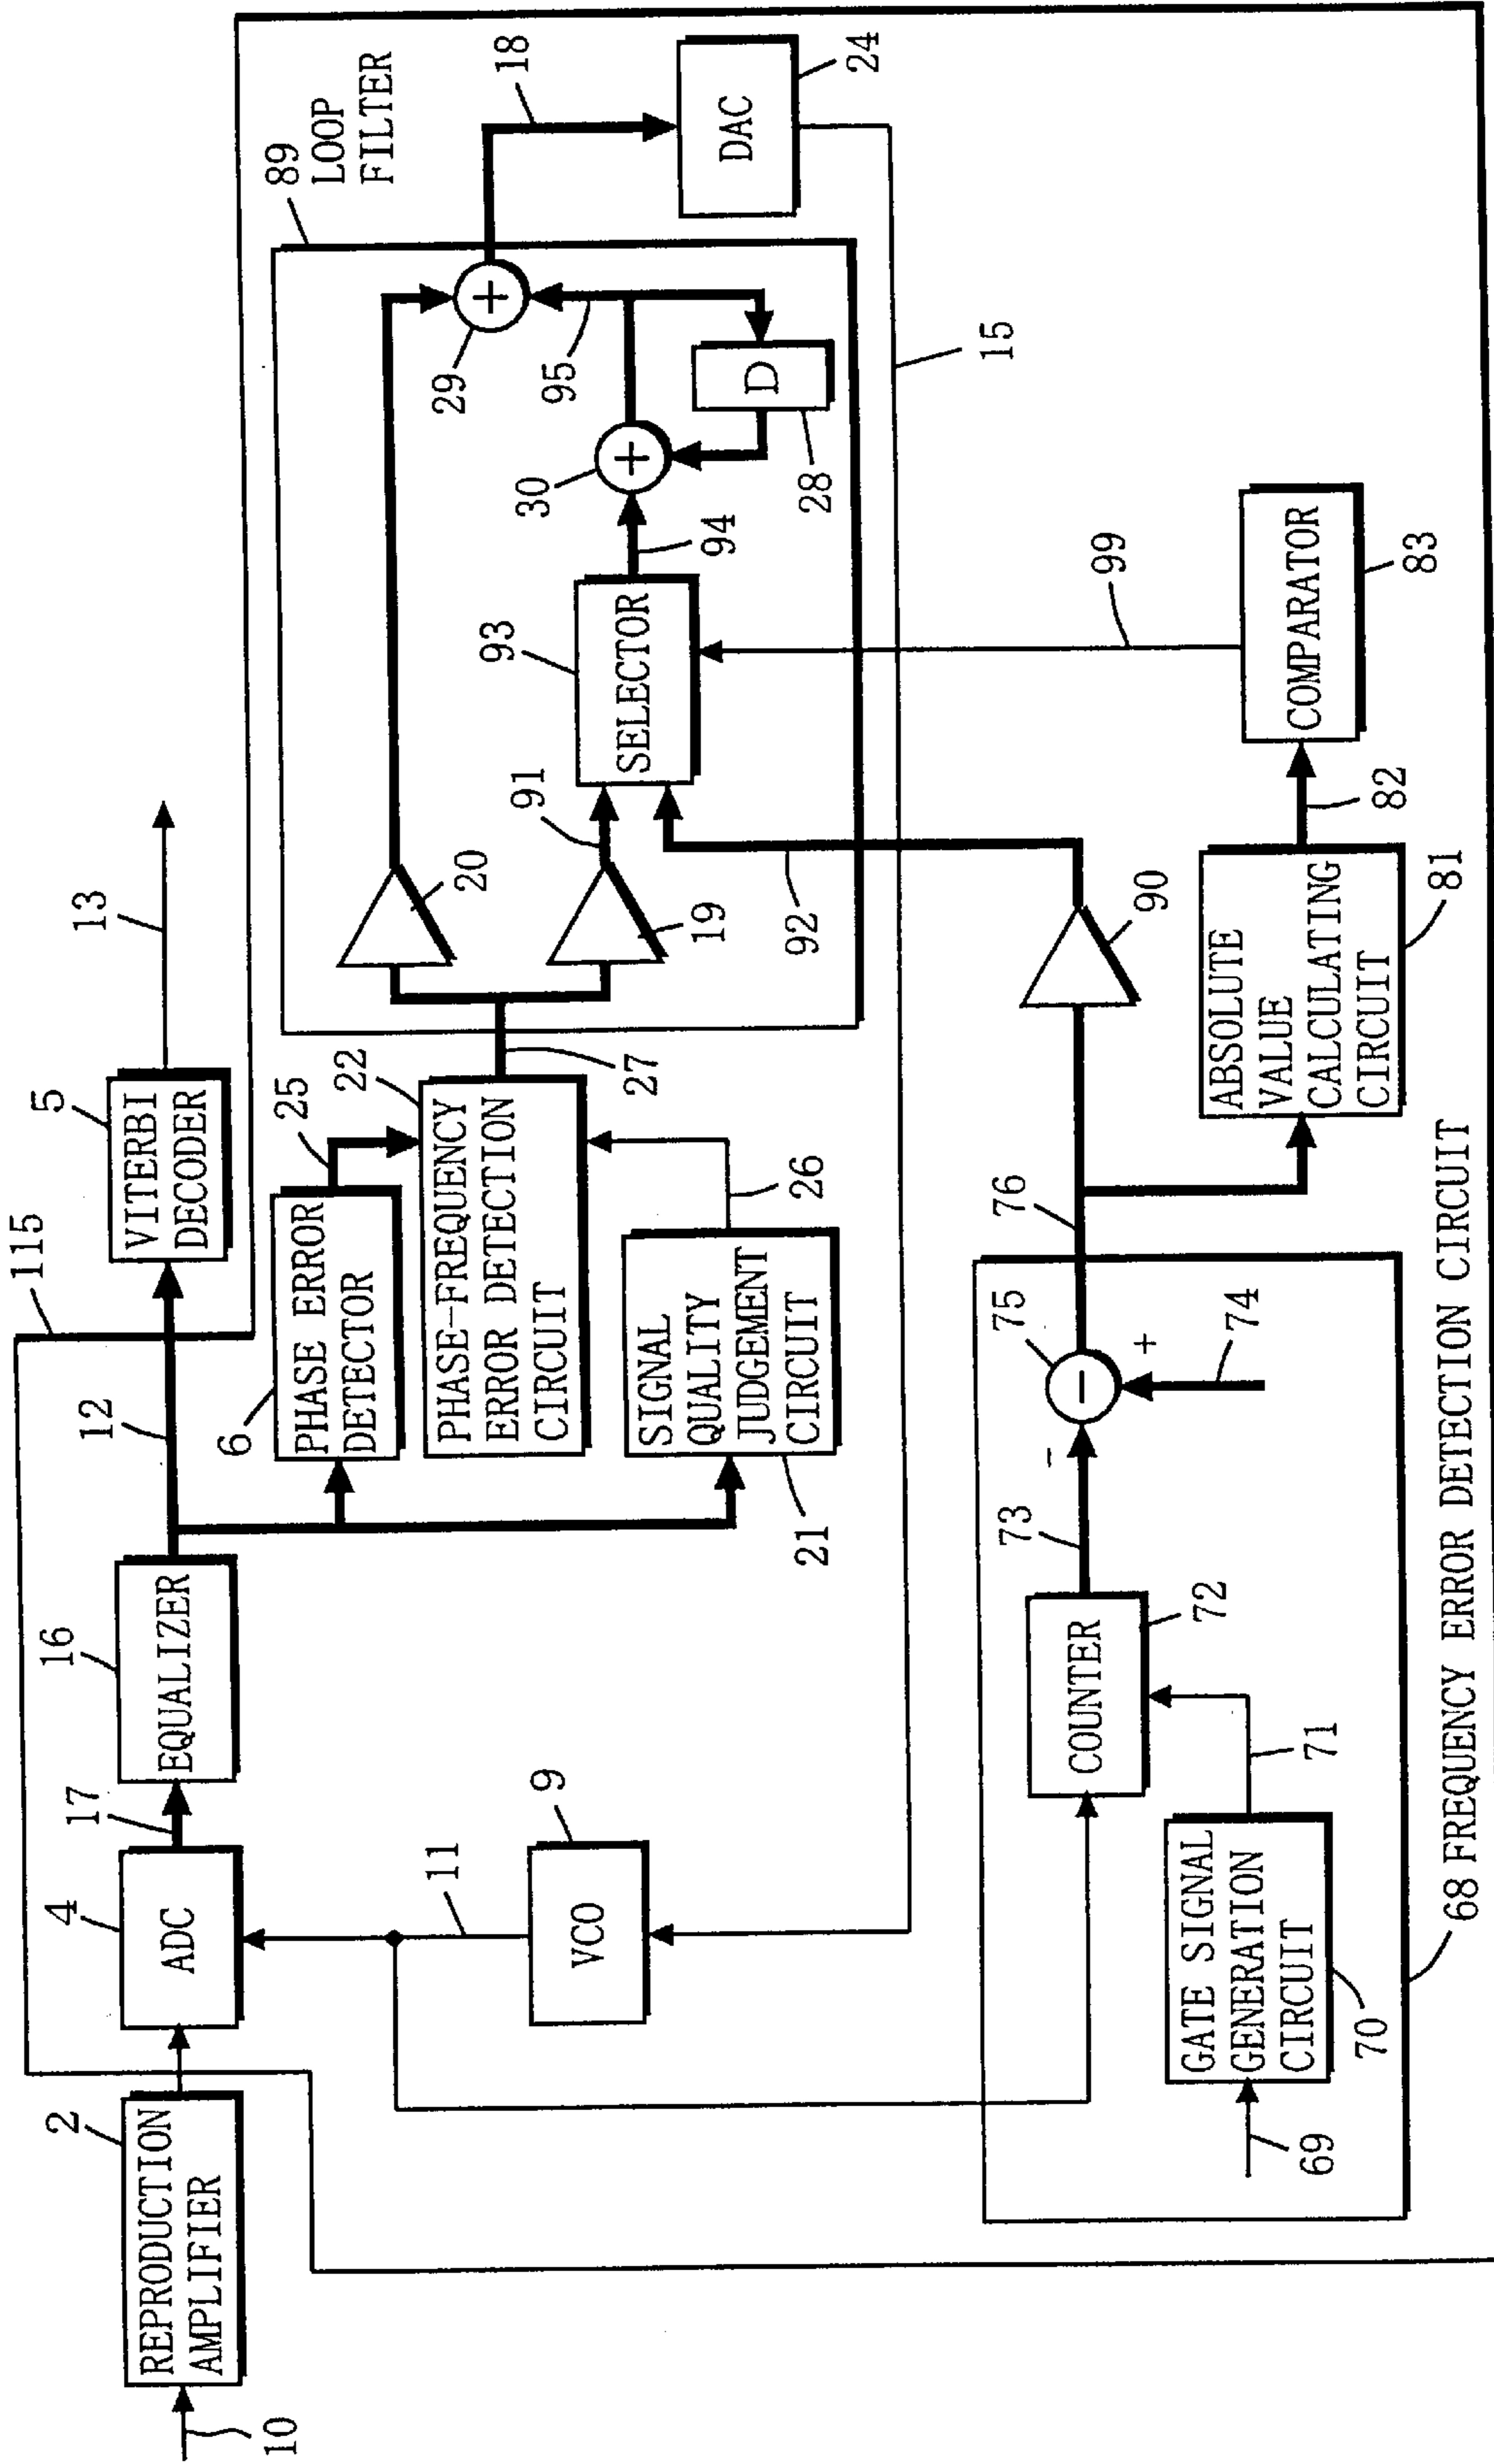 115
10
2
REPRODUCTION
AMPLIFIER
4
ADC
17
16
EQUALIZER
12
5
VITERBI
DECODER
13
11
9
VCO
6
PHASE ERROR
DETECTOR
25
22
PHASE-FREQUENCY
ERROR DETECTION
CIRCUIT
27
SIGNAL
QUALITY
JUDGEMENT
CIRCUIT
21
26
89
LOOP
FILTER
20
19
91
92
93
SELECTOR
94
30
+
95
29
+
D
28
18
DAC
24
15
69
GATE SIGNAL
GENERATION
CIRCUIT
70
71
COUNTER
72
73
−
75
−
+
74
76
90
ABSOLUTE
VALUE
CALCULATING
CIRCUIT
81
82
COMPARATOR
83
99
68 FREQUENCY ERROR DETECTION CIRCUIT